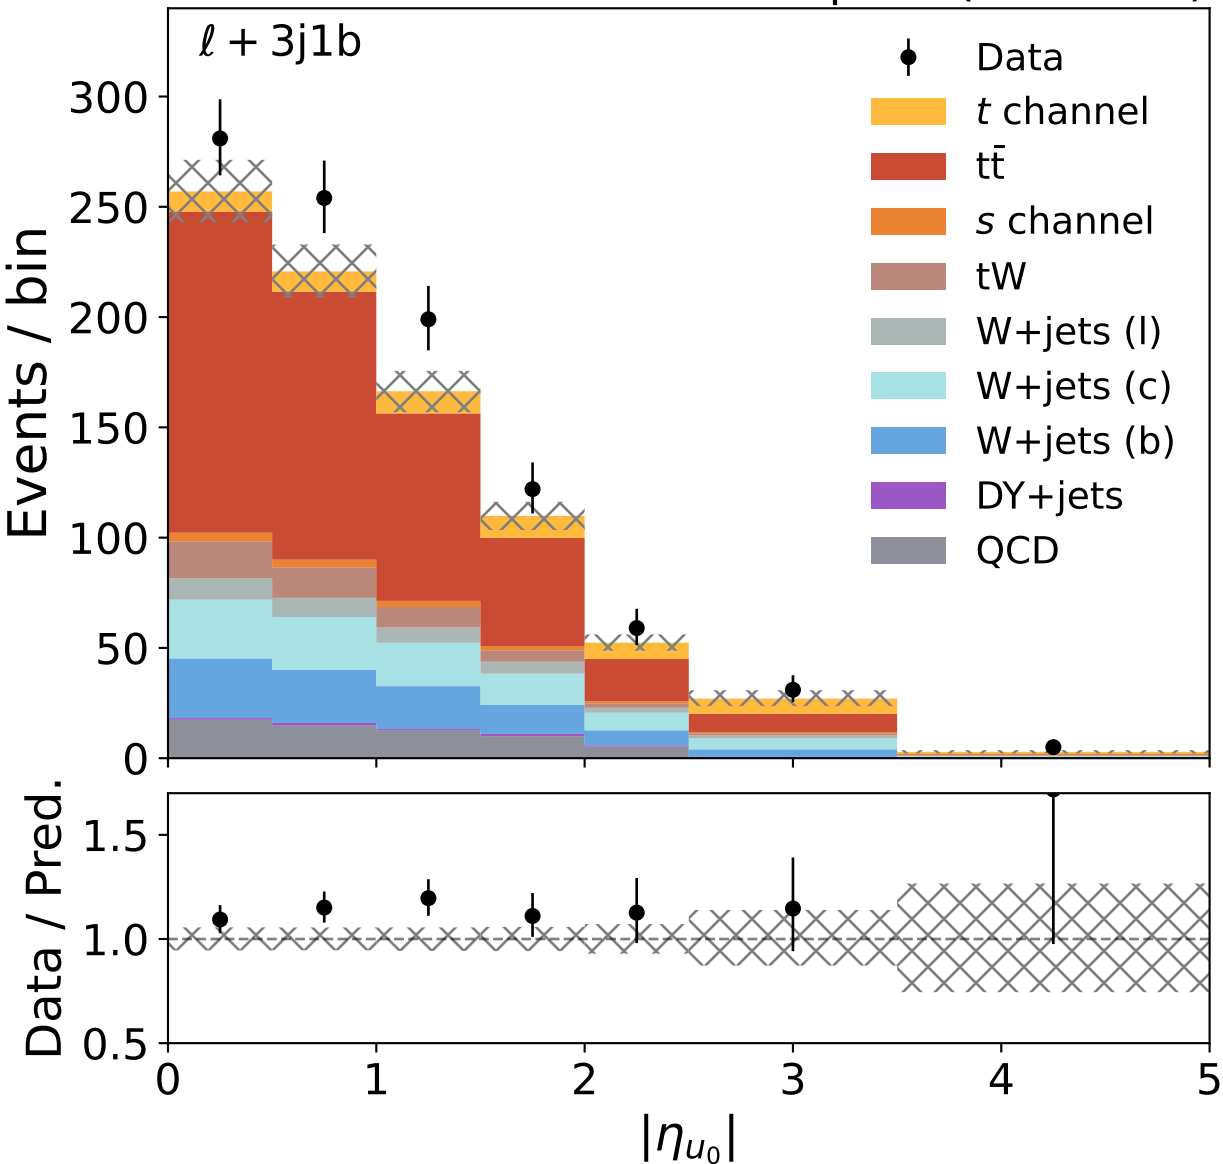 ℓ + 3j1b
Data
t channel
tt̄
s channel
tW
W+jets (l)
W+jets (c)
W+jets (b)
DY+jets
QCD
Events / bin
300
250
200
150
100
50
0
Data / Pred.
1.5
1.0
0.5
0 1 2 3 4 5
|η_{u_0}|